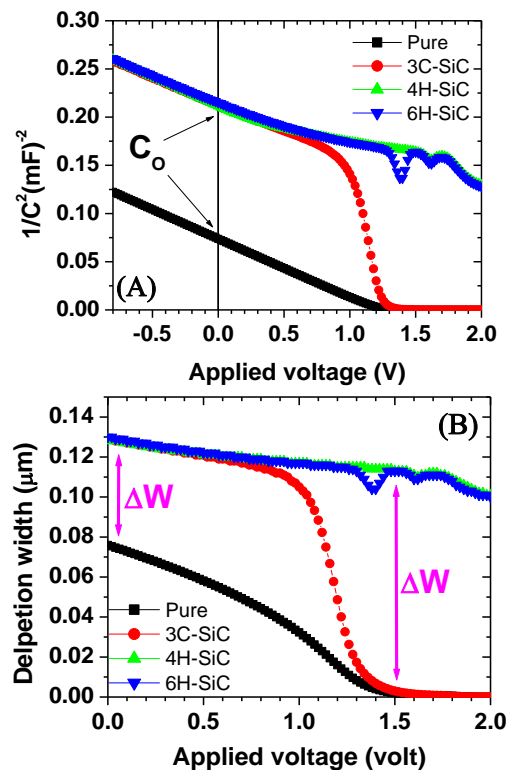 0.30
0.25
0.20
0.15
0.10
0.05
0.00
1/C²(mF)⁻²
Pure
3C-SiC
4H-SiC
6H-SiC
C_O
(A)
-0.5 0.0 0.5 1.0 1.5 2.0
Applied voltage (V)
0.14
0.12
0.10
0.08
0.06
0.04
0.02
0.00
Delpetion width (μm)
(B)
ΔW
ΔW
Pure
3C-SiC
4H-SiC
6H-SiC
0.0 0.5 1.0 1.5 2.0
Applied voltage (volt)